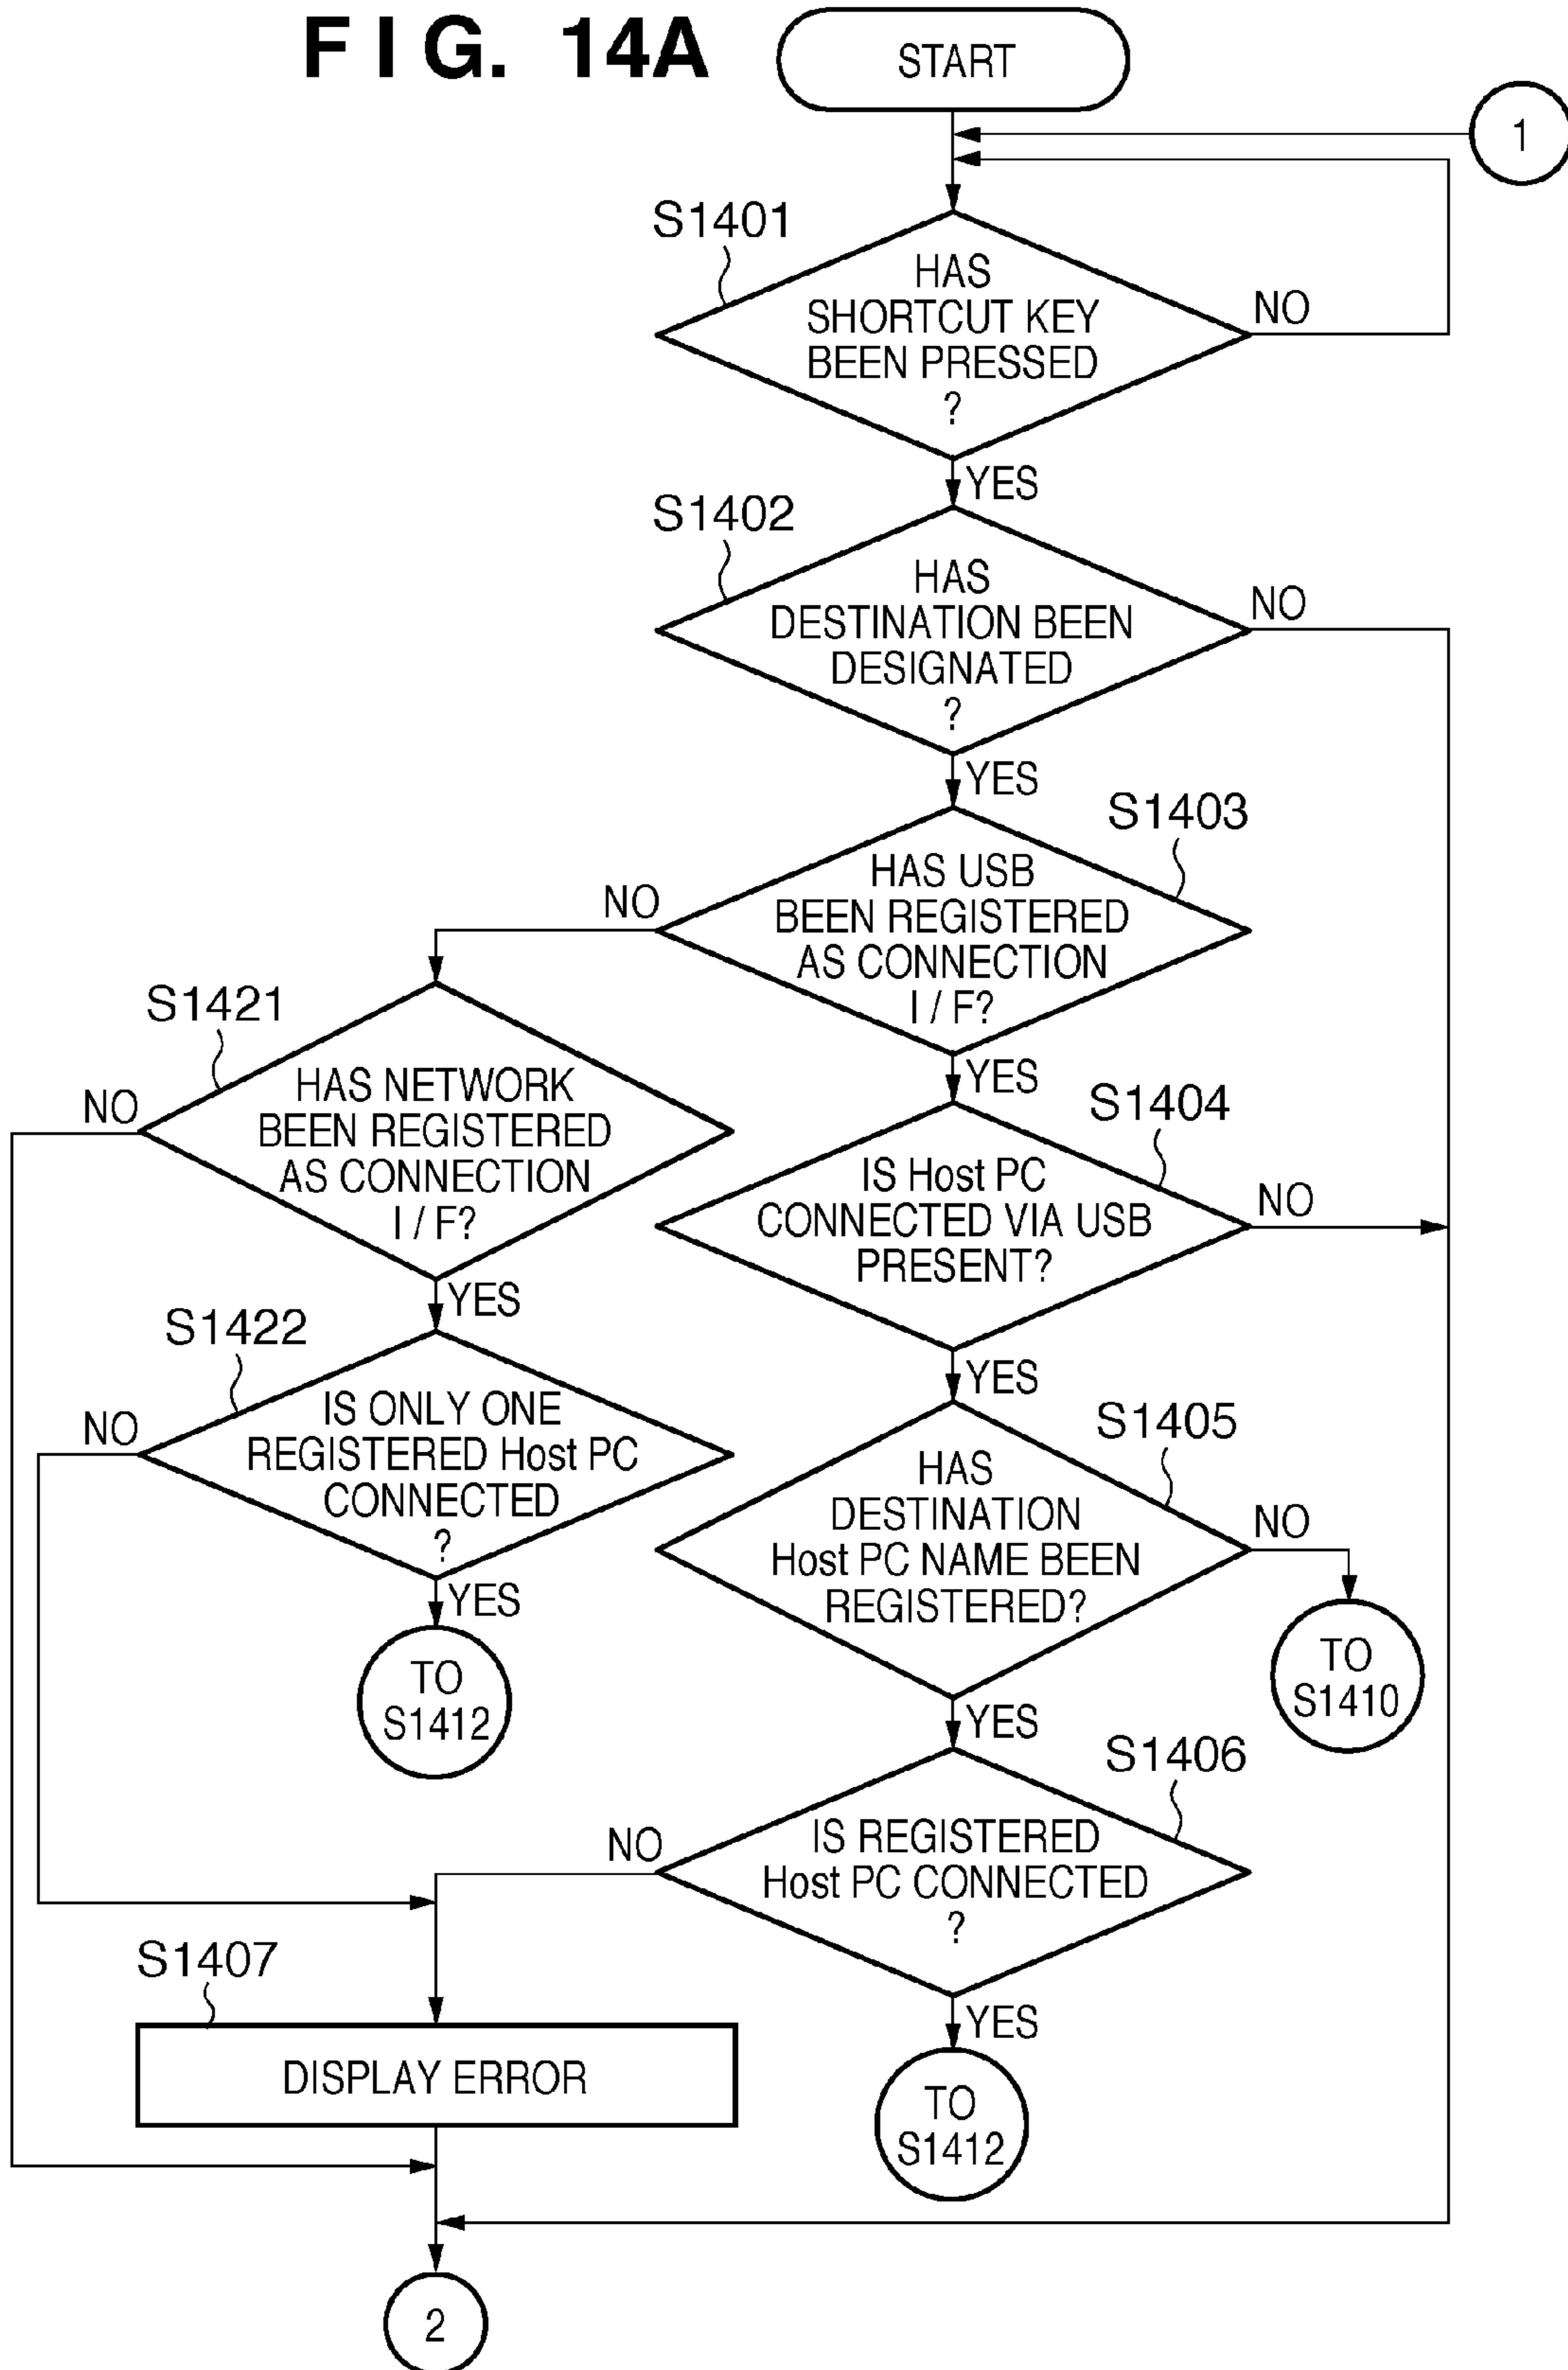 FIG. 14A
START
1
S1401
HAS
SHORTCUT KEY
BEEN PRESSED
?
NO
YES
S1402
HAS
DESTINATION BEEN
DESIGNATED
?
NO
YES
S1403
HAS USB
BEEN REGISTERED
AS CONNECTION
I / F?
NO
YES
S1421
HAS NETWORK
BEEN REGISTERED
AS CONNECTION
I / F?
NO
YES
S1404
IS Host PC
CONNECTED VIA USB
PRESENT?
NO
YES
S1422
IS ONLY ONE
REGISTERED Host PC
CONNECTED
?
NO
YES
TO
S1412
S1405
HAS
DESTINATION
Host PC NAME BEEN
REGISTERED?
NO
TO
S1410
YES
S1406
IS REGISTERED
Host PC CONNECTED
?
NO
YES
TO
S1412
S1407
DISPLAY ERROR
2